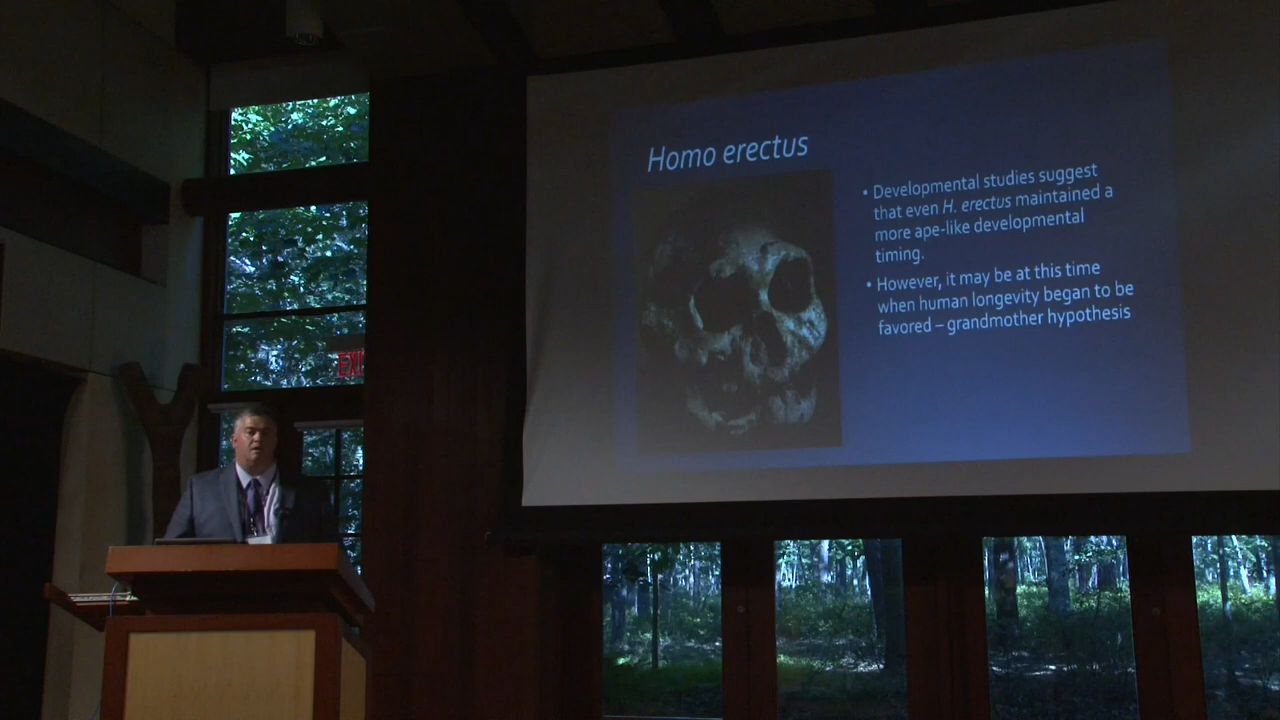 Homo erectus
• Developmental studies suggest
that even H. erectus maintained a
more ape-like developmental
timing.
• However, it may be at this time
when human longevity began to be
favored – grandmother hypothesis
EXI